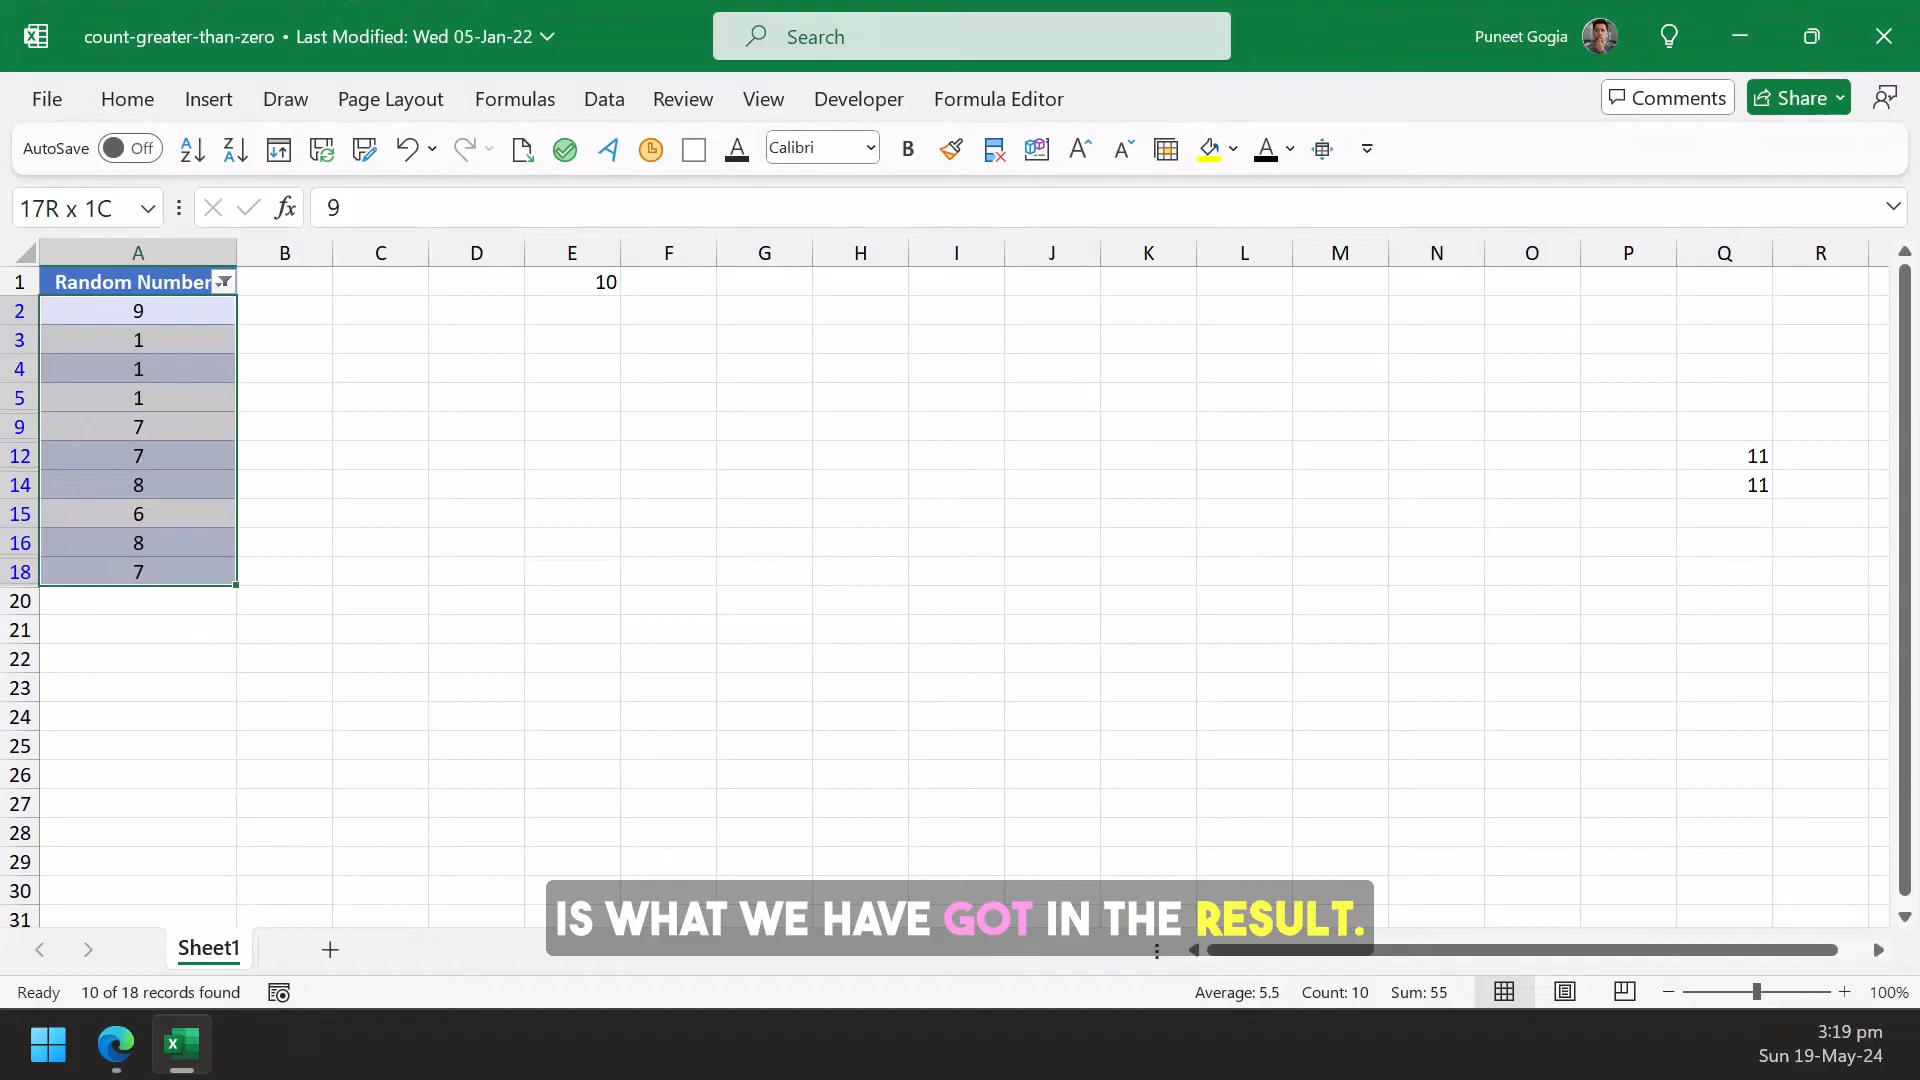 count-greater-than-zero • Last Modified: Wed 05-Jan-22
Search
Puneet Gogia
File Home Insert Draw Page Layout Formulas Data Review View Developer Formula Editor
Comments Share
AutoSave Off
Calibri
17R x 1C
fx
9
A B C D E F G H I J K L M N O P Q R
1 Random Number 10
2 9
3 1
4 1
5 1
9 7
12 7 11
14 8 11
15 6
16 8
18 7
20
21
22
23
24
25
26
27
28
29
30
31
IS WHAT WE HAVE GOT IN THE RESULT.
Sheet1
Ready 10 of 18 records found Average: 5.5 Count: 10 Sum: 55 100%
3:19 pm
Sun 19-May-24